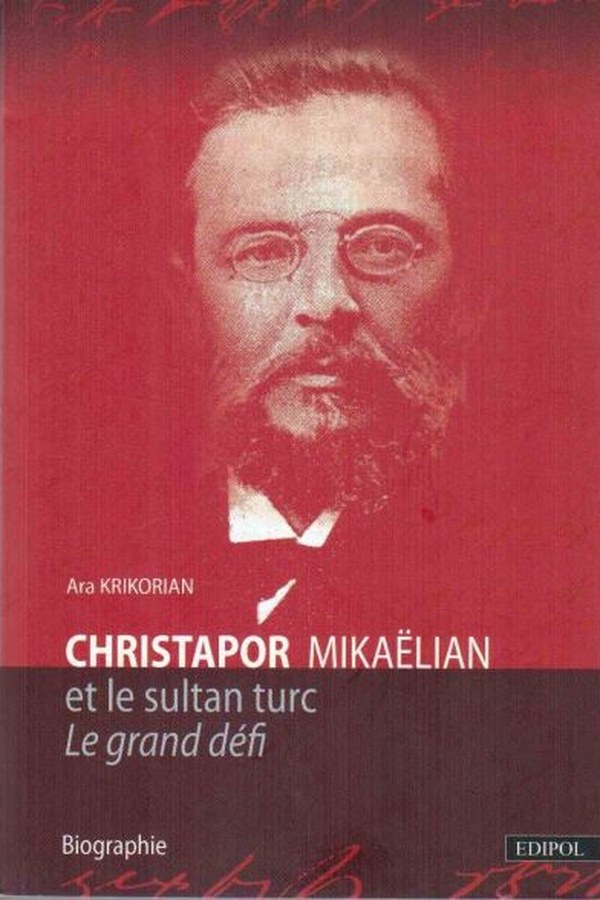 Ara KRIKORIAN
CHRISTAPOR MIKAËLIAN
et le sultan turc
Le grand défi
Biographie
EDIPOL